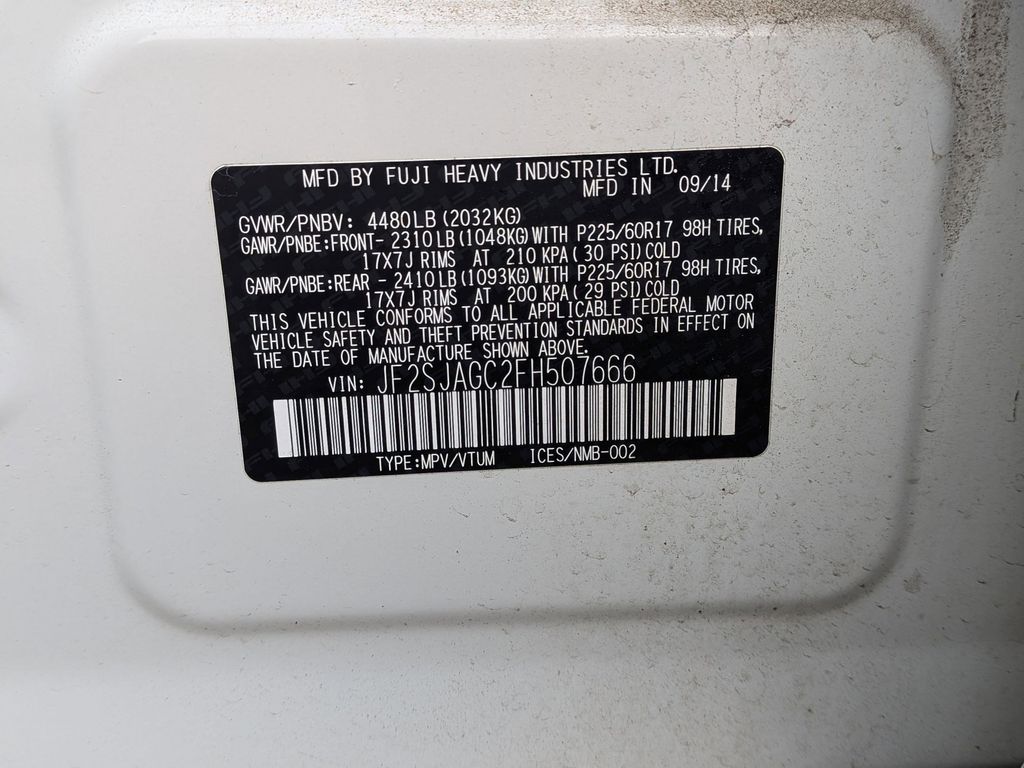 MFD BY FUJI HEAVY INDUSTRIES LTD.
MFD IN 09/14
GVWR/PNBV: 4480LB(2032KG)
GAWR/PNBE:FRONT- 2310LB(1048KG)WITH P225/60R17 98H TIRES,
17X7J RIMS AT 210 KPA( 30 PSI)COLD
GAWR/PNBE:REAR - 2410LB(1093KG)WITH P225/60R17 98H TIRES,
17X7J RIMS AT 200 KPA( 29 PSI)COLD
THIS VEHICLE CONFORMS TO ALL APPLICABLE FEDERAL MOTOR
VEHICLE SAFETY AND THEFT PREVENTION STANDARDS IN EFFECT ON
THE DATE OF MANUFACTURE SHOWN ABOVE.
VIN: JF2SJAGC2FH507666
TYPE:MPV/VTUM ICES/NMB-002